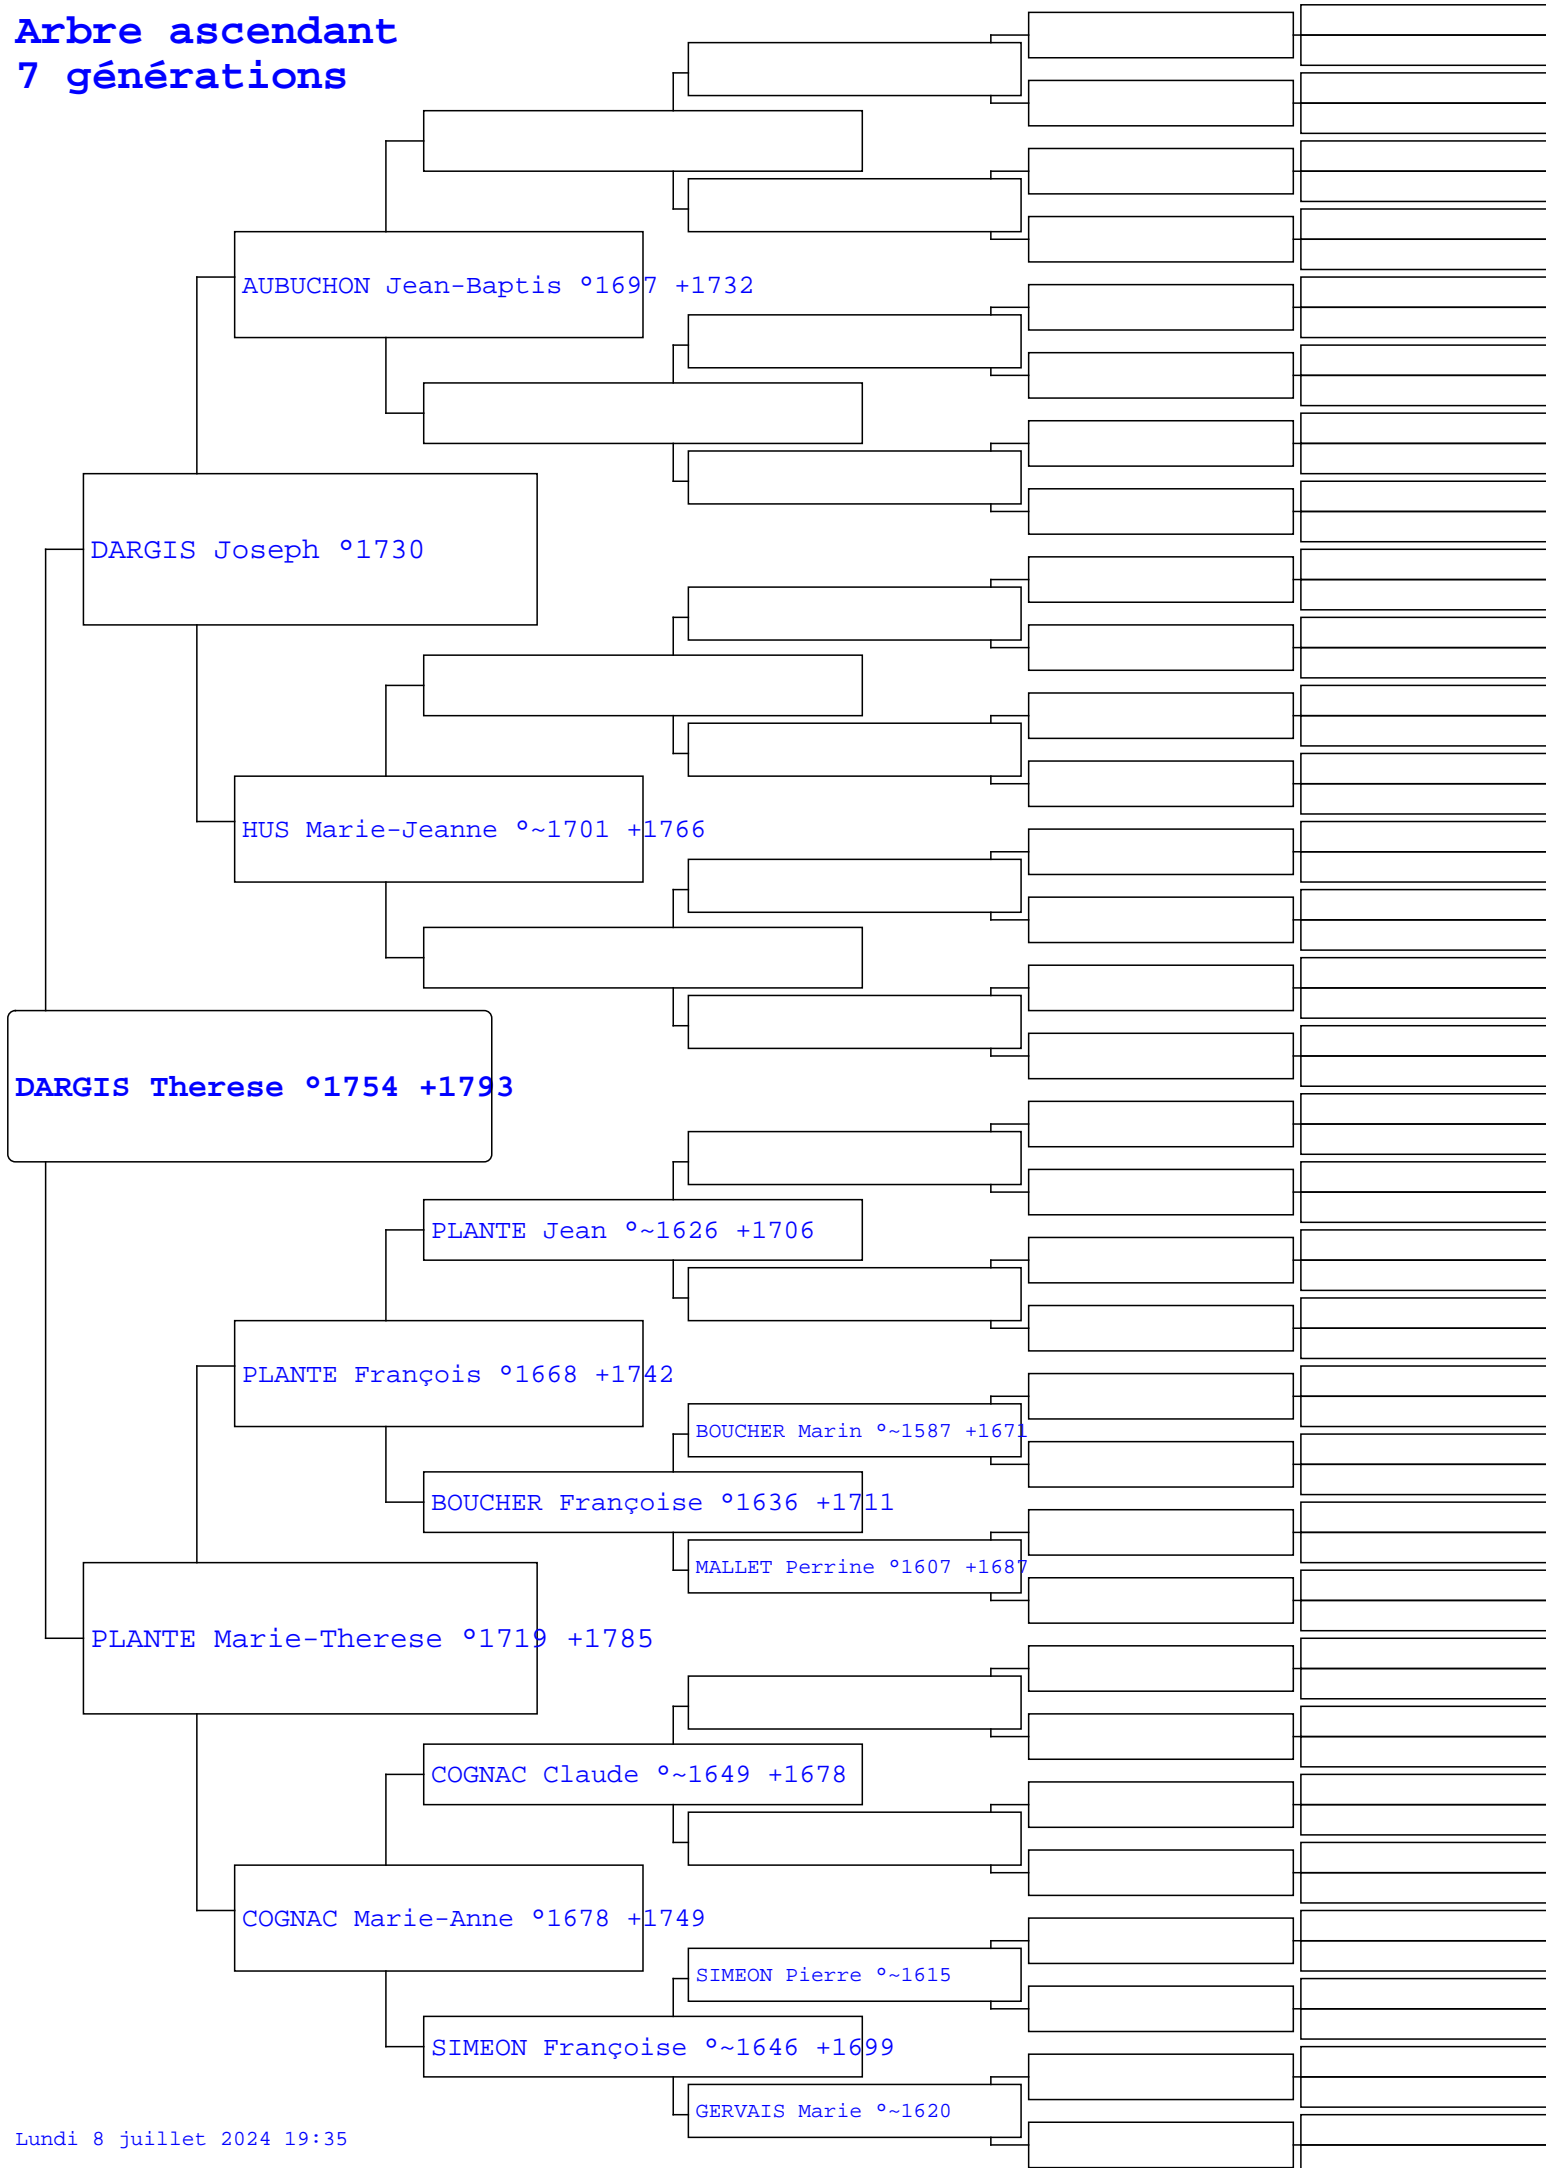 Arbre ascendant
7 générations
AUBUCHON Jean-Baptis °1697 +1732
DARGIS Joseph °1730
HUS Marie-Jeanne °~1701 +1766
DARGIS Therese °1754 +1793
PLANTE Jean °~1626 +1706
PLANTE François °1668 +1742
BOUCHER Marin °~1587 +1671
BOUCHER Françoise °1636 +1711
MALLET Perrine °1607 +1687
PLANTE Marie-Therese °1719 +1785
COGNAC Claude °~1649 +1678
COGNAC Marie-Anne °1678 +1749
SIMEON Pierre °~1615
SIMEON Françoise °~1646 +1699
GERVAIS Marie °~1620
Lundi 8 juillet 2024 19:35